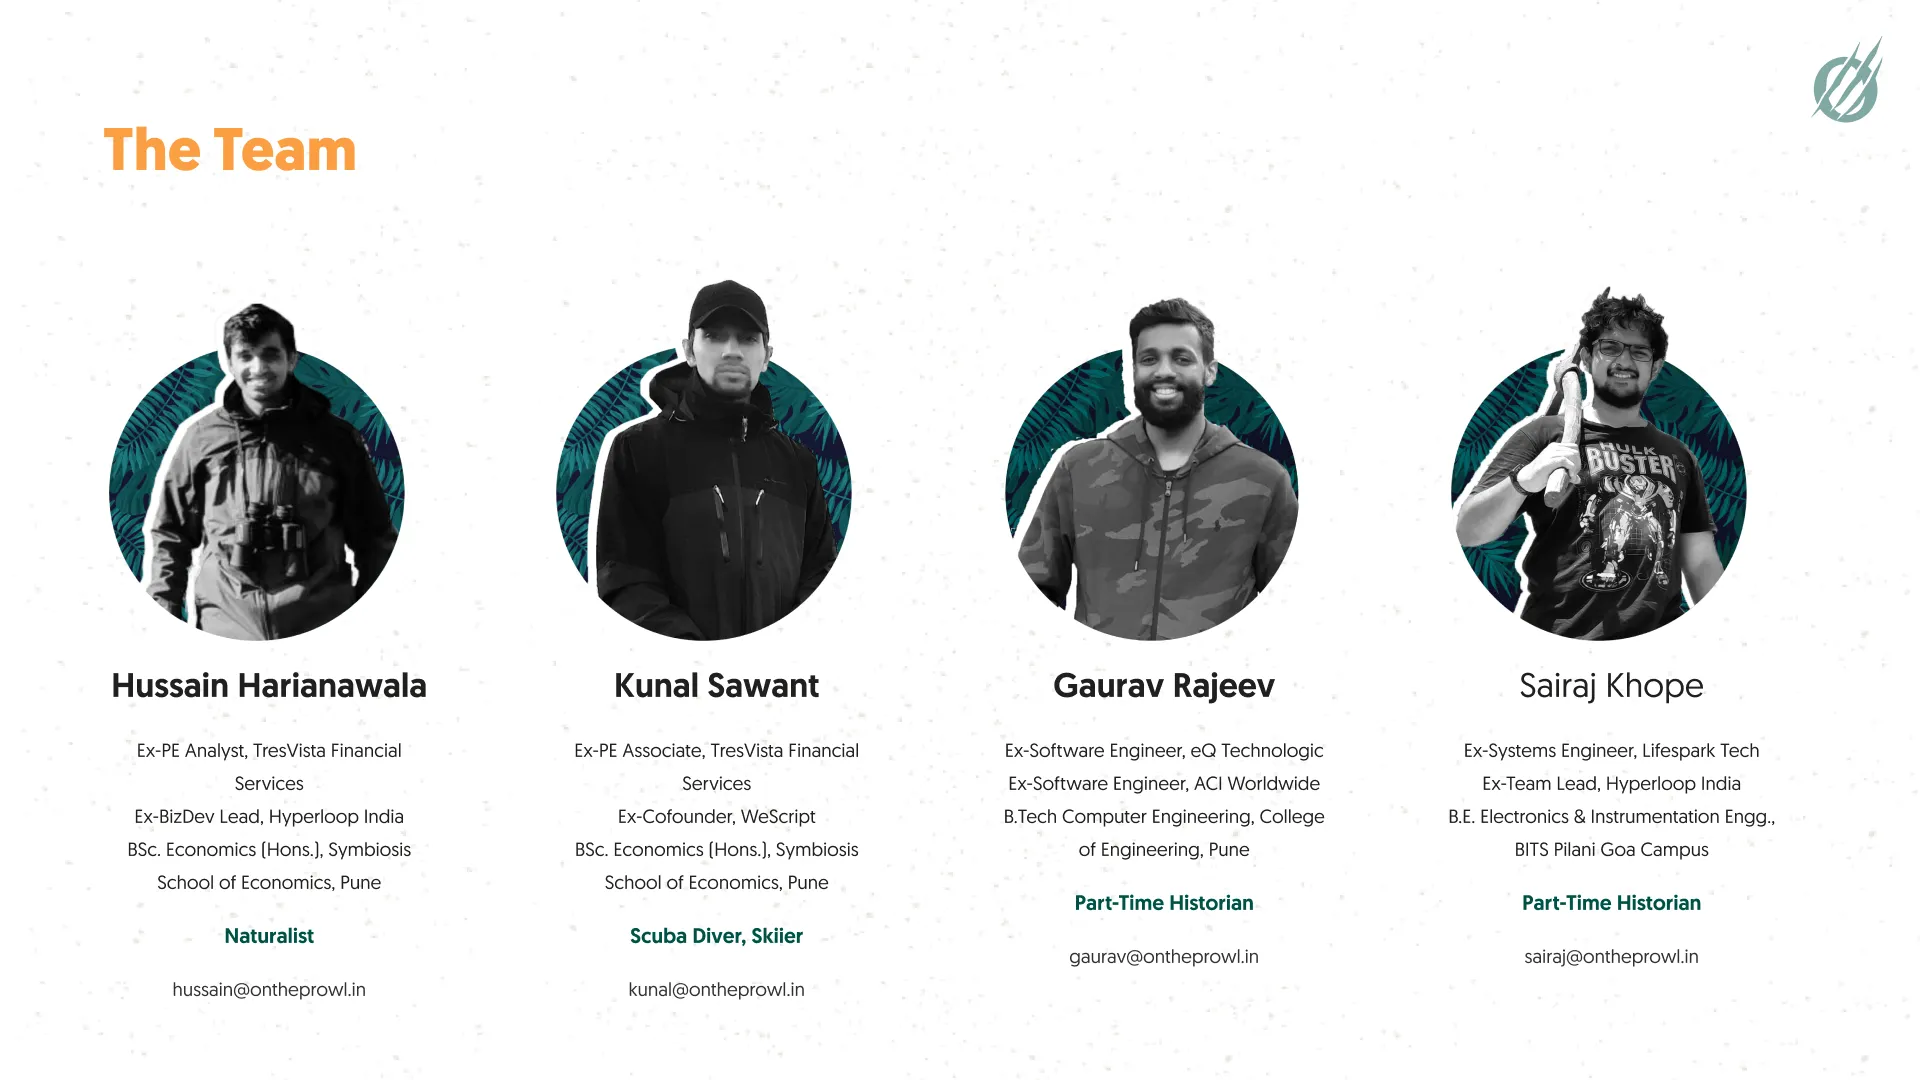 The Team
HULK
BUSTER
Hussain Harianawala
Ex-PE Analyst, TresVista Financial
Services
Ex-BizDev Lead, Hyperloop India
BSc. Economics (Hons.), Symbiosis
School of Economics, Pune
Naturalist
hussain@ontheprowl.in
Kunal Sawant
Ex-PE Associate, TresVista Financial
Services
Ex-Cofounder, WeScript
BSc. Economics (Hons.), Symbiosis
School of Economics, Pune
Scuba Diver, Skiier
kunal@ontheprowl.in
Gaurav Rajeev
Ex-Software Engineer, eQ Technologic
Ex-Software Engineer, ACI Worldwide
B.Tech Computer Engineering, College
of Engineering, Pune
Part-Time Historian
gaurav@ontheprowl.in
Sairaj Khope
Ex-Systems Engineer, Lifespark Tech
Ex-Team Lead, Hyperloop India
B.E. Electronics & Instrumentation Engg.,
BITS Pilani Goa Campus
Part-Time Historian
sairaj@ontheprowl.in